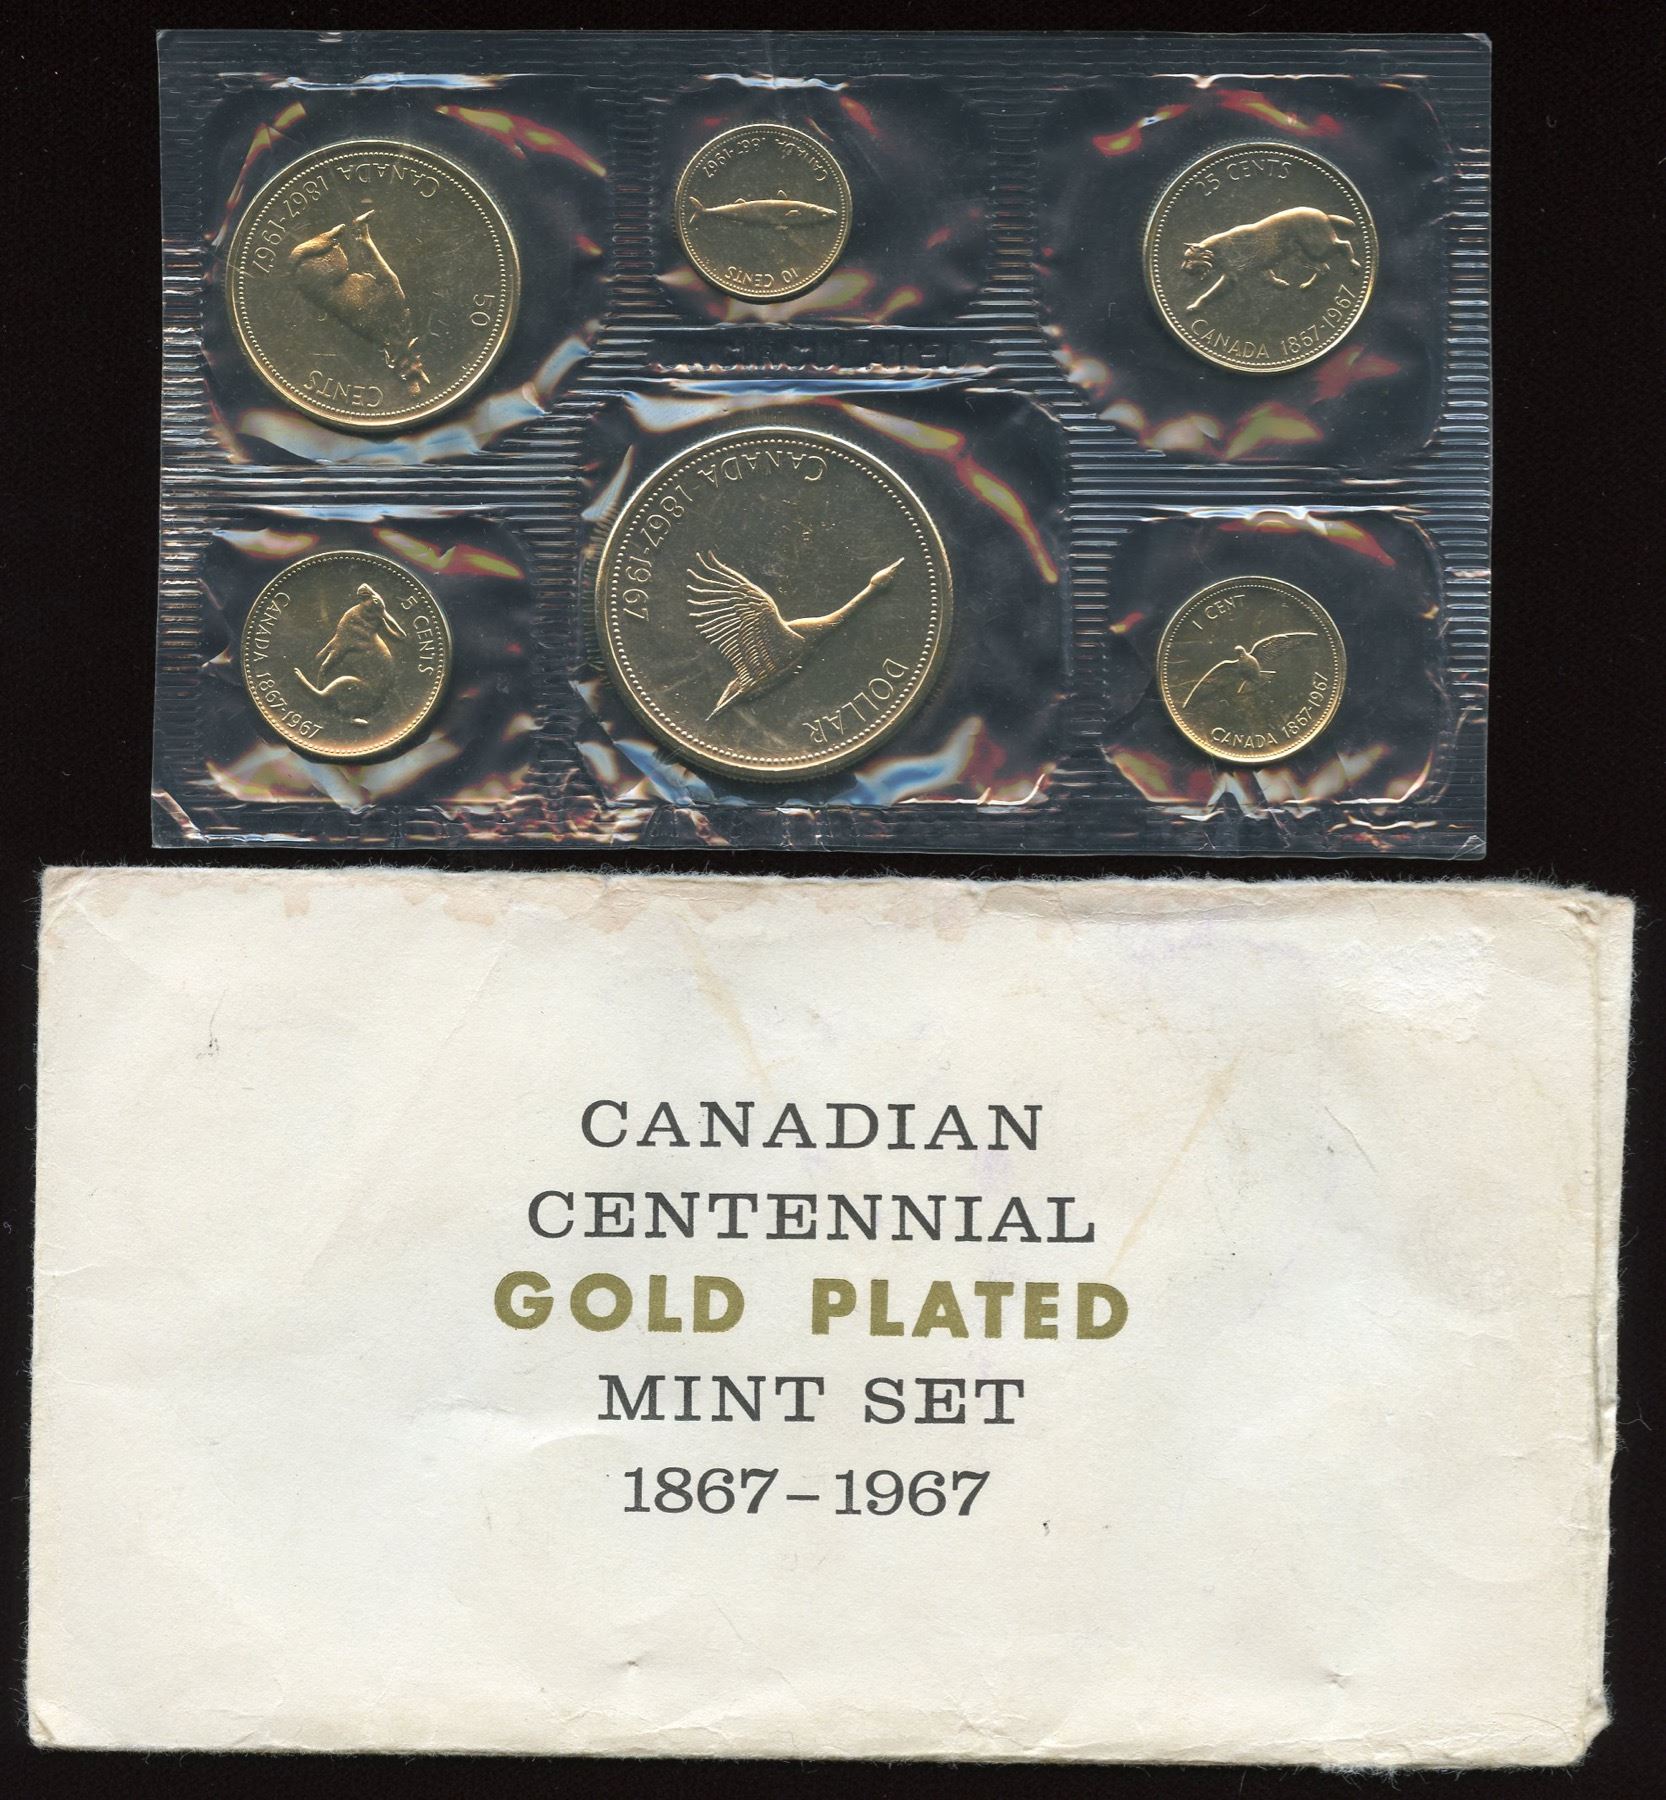 CANADA 1867-1967
50 CENTS
CANADA 1867-1967
10 CENTS
25 CENTS
CANADA 1867-1967
5 CENTS
CANADA 1867-1967
CANADA 1867-1967
DOLLAR
1 CENT
CANADA 1867-1967
CANADIAN
CENTENNIAL
GOLD PLATED
MINT SET
1867-1967